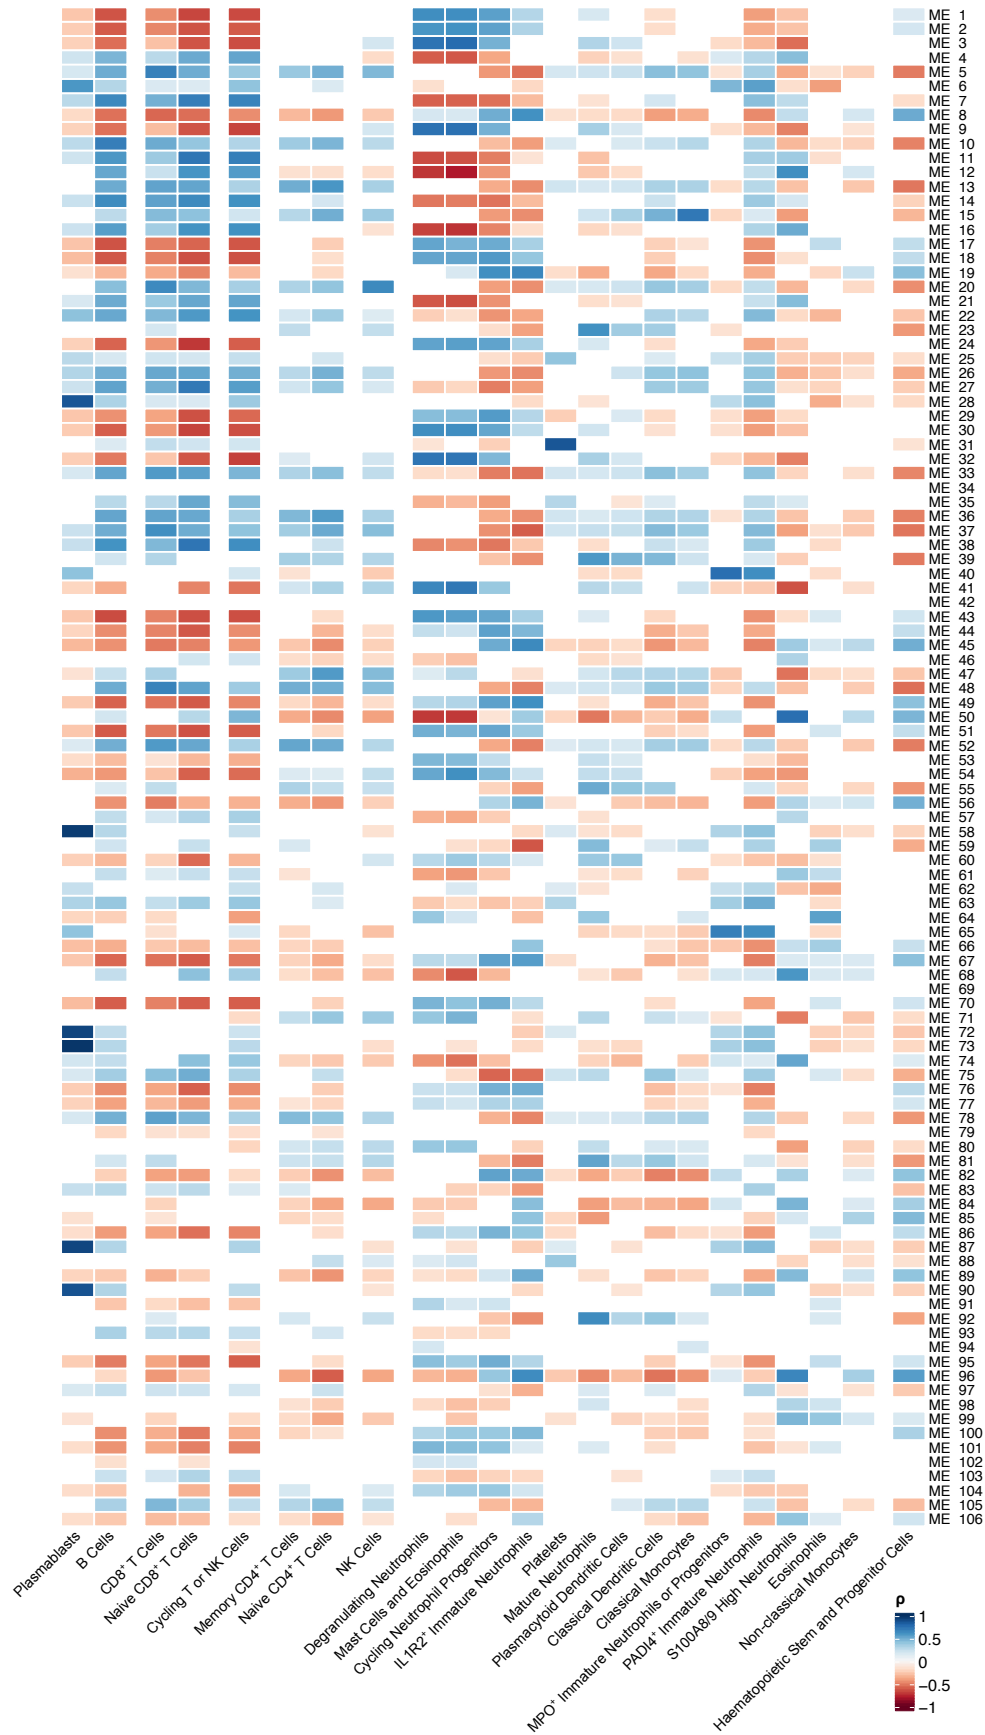 ME 1
ME 2
ME 3
ME 4
ME 5
ME 6
ME 7
ME 8
ME 9
ME 10
ME 11
ME 12
ME 13
ME 14
ME 15
ME 16
ME 17
ME 18
ME 19
ME 20
ME 21
ME 22
ME 23
ME 24
ME 25
ME 26
ME 27
ME 28
ME 29
ME 30
ME 31
ME 32
ME 33
ME 34
ME 35
ME 36
ME 37
ME 38
ME 39
ME 40
ME 41
ME 42
ME 43
ME 44
ME 45
ME 46
ME 47
ME 48
ME 49
ME 50
ME 51
ME 52
ME 53
ME 54
ME 55
ME 56
ME 57
ME 58
ME 59
ME 60
ME 61
ME 62
ME 63
ME 64
ME 65
ME 66
ME 67
ME 68
ME 69
ME 70
ME 71
ME 72
ME 73
ME 74
ME 75
ME 76
ME 77
ME 78
ME 79
ME 80
ME 81
ME 82
ME 83
ME 84
ME 85
ME 86
ME 87
ME 88
ME 89
ME 90
ME 91
ME 92
ME 93
ME 94
ME 95
ME 96
ME 97
ME 98
ME 99
ME 100
ME 101
ME 102
ME 103
ME 104
ME 105
ME 106
Plasmablasts
B Cells
CD8⁺ T Cells
Naive CD8⁺ T Cells
Cycling T or NK Cells
Memory CD4⁺ T Cells
Naive CD4⁺ T Cells
NK Cells
Degranulating Neutrophils
Mast Cells and Eosinophils
Cycling Neutrophil Progenitors
IL1R2⁺ Immature Neutrophils
Platelets
Mature Neutrophils
Plasmacytoid Dendritic Cells
Classical Dendritic Cells
Classical Monocytes
MPO⁺ Immature Neutrophils or Progenitors
PADI4⁺ Immature Neutrophils
S100A8/9 High Neutrophils
Eosinophils
Non-classical Monocytes
Haematopoietic Stem and Progenitor Cells
ρ
1
0.5
0
−0.5
−1